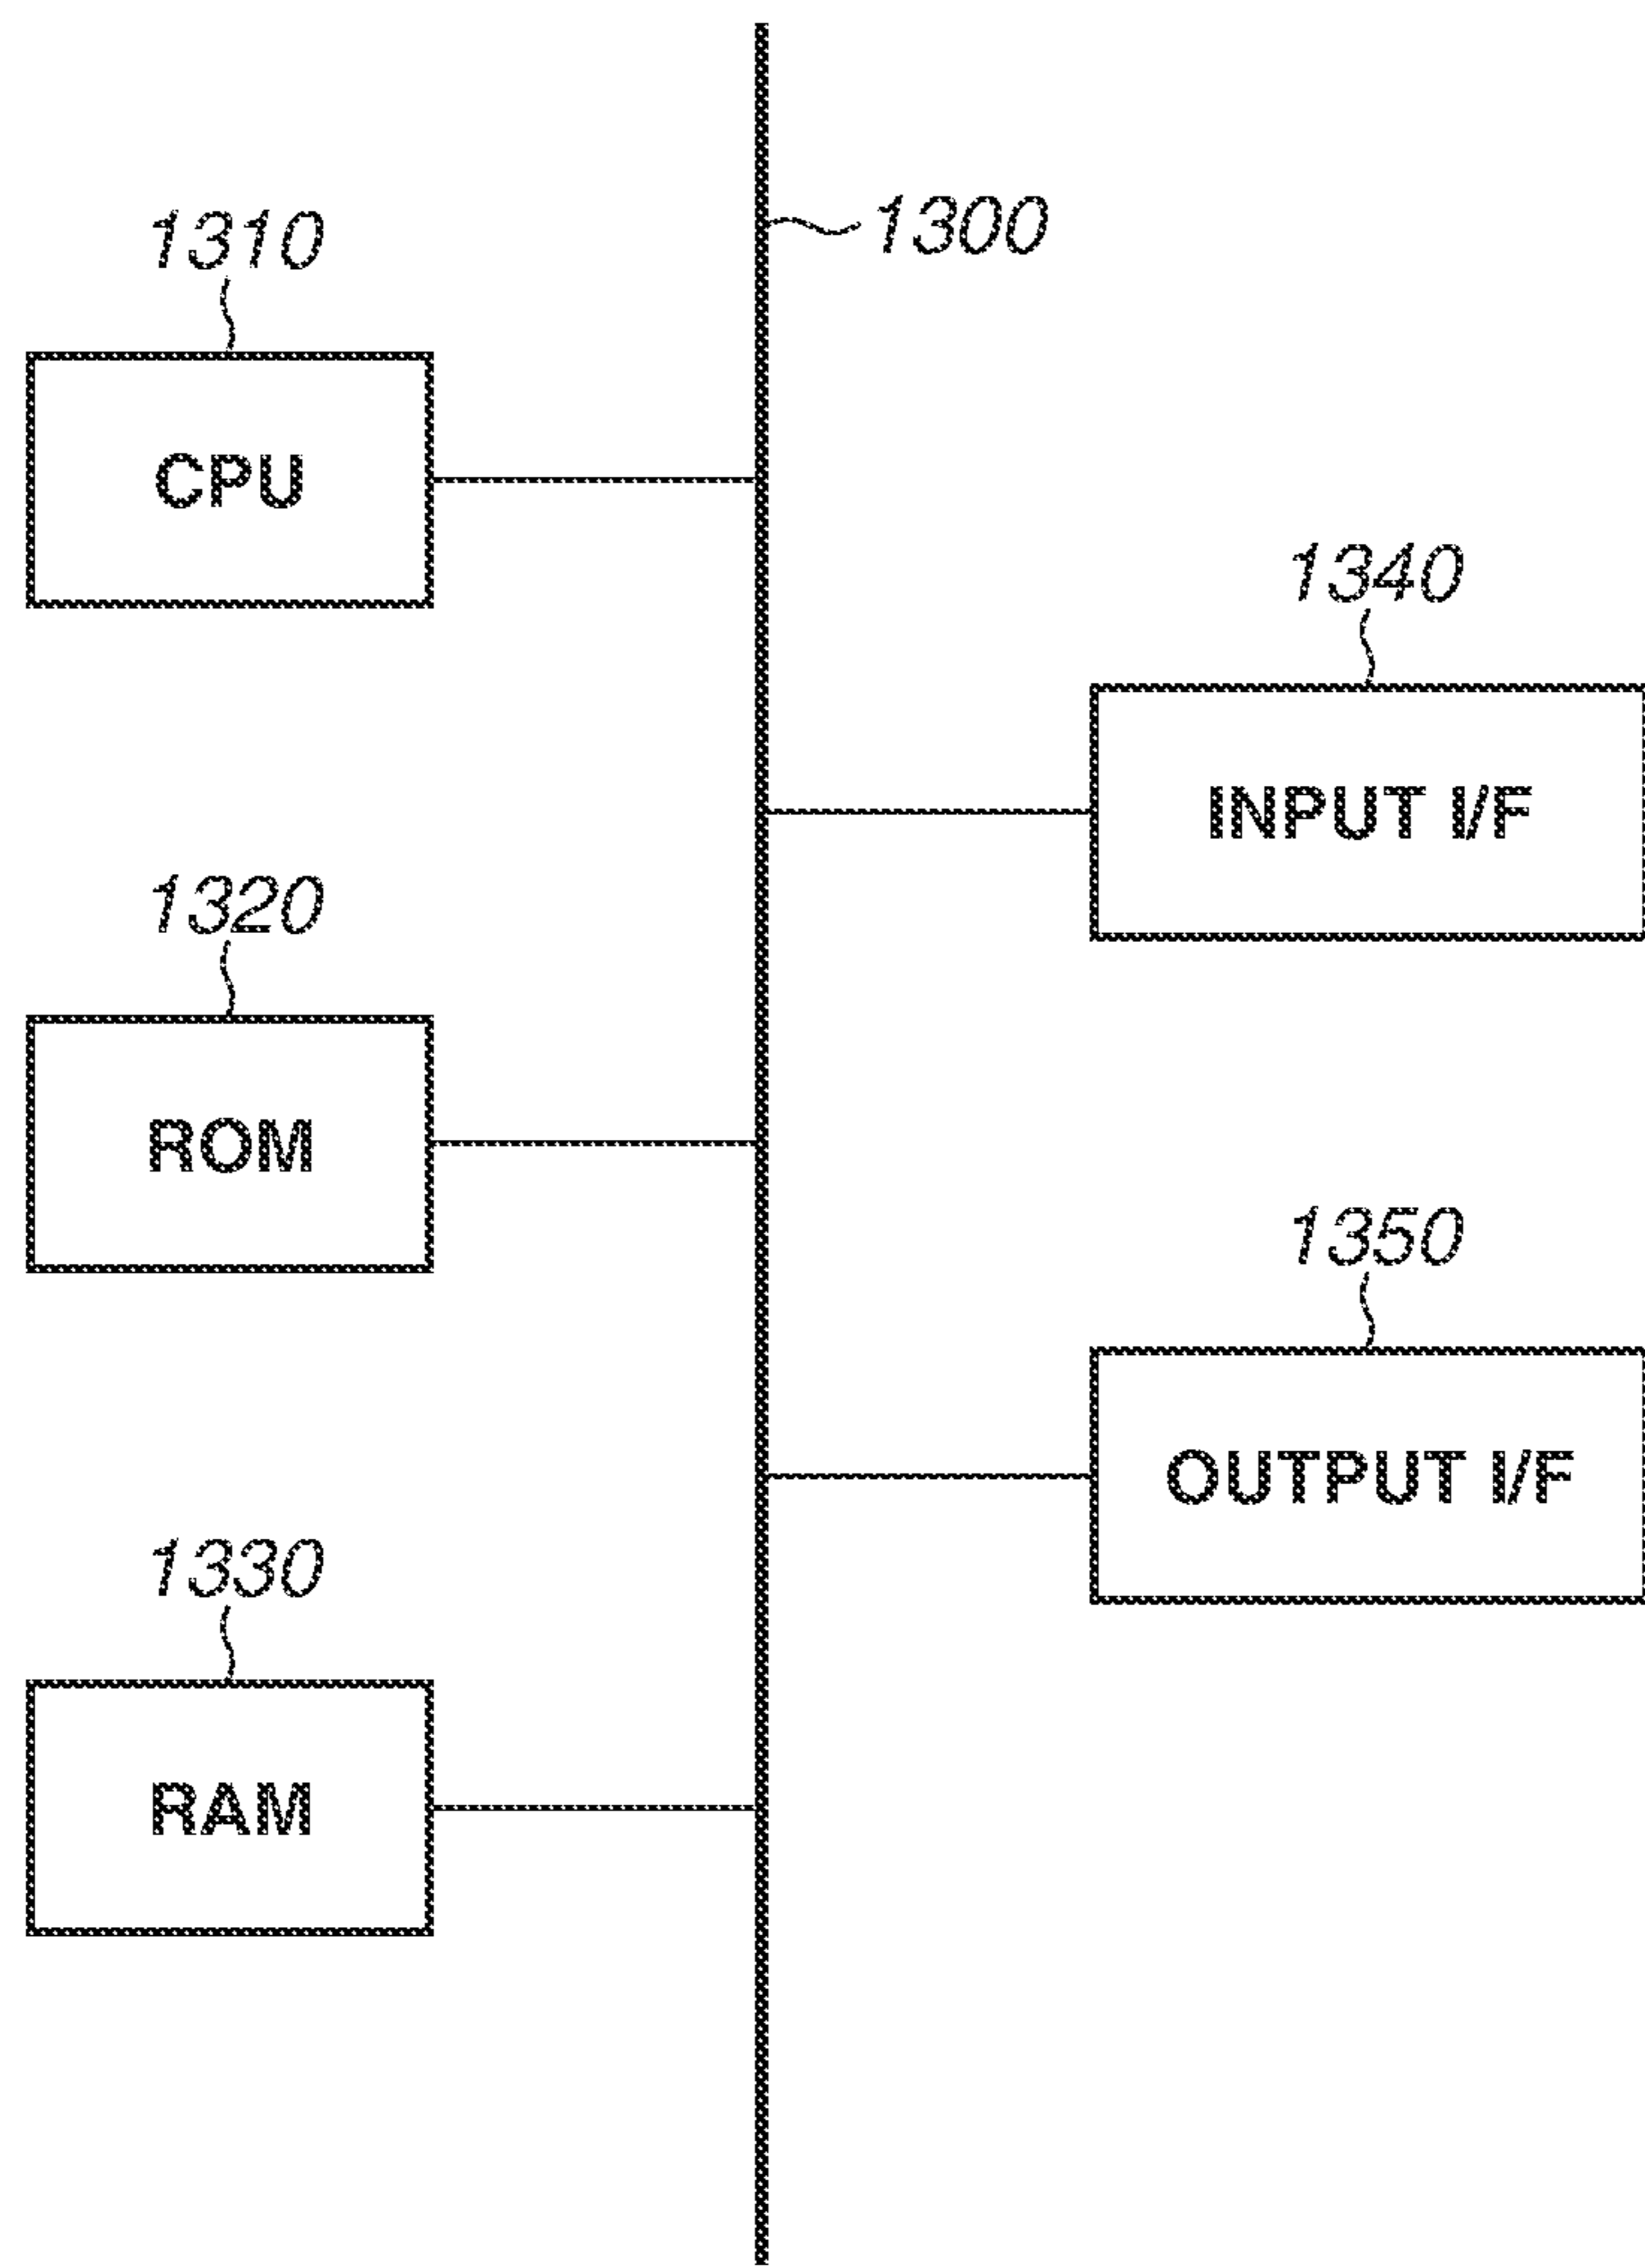 1300
1310
CPU
1340
INPUT I/F
1320
ROM
1350
OUTPUT I/F
1330
RAM